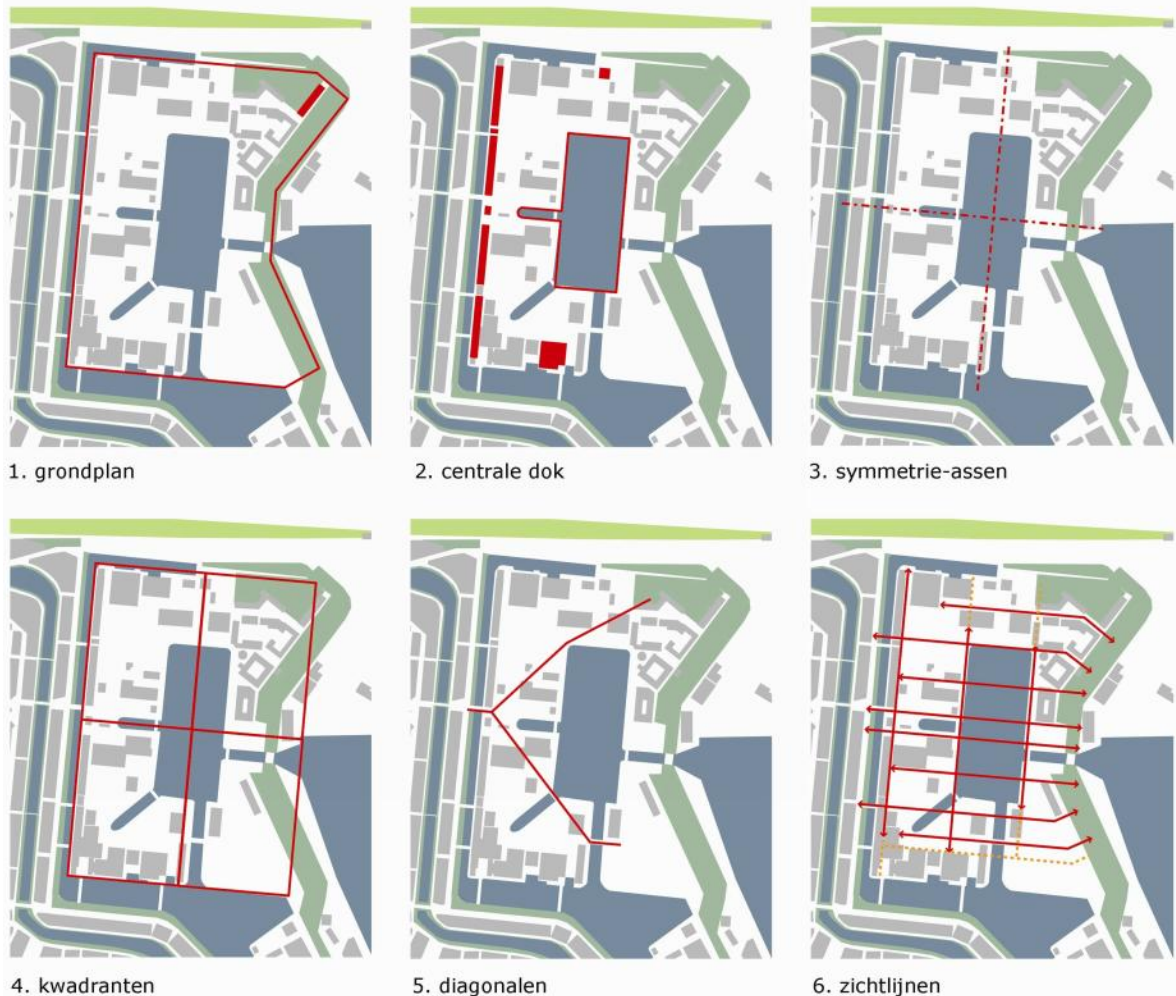 1. grondplan
2. centrale dok
3. symmetrie-assen
4. kwadranten
5. diagonalen
6. zichtlijnen